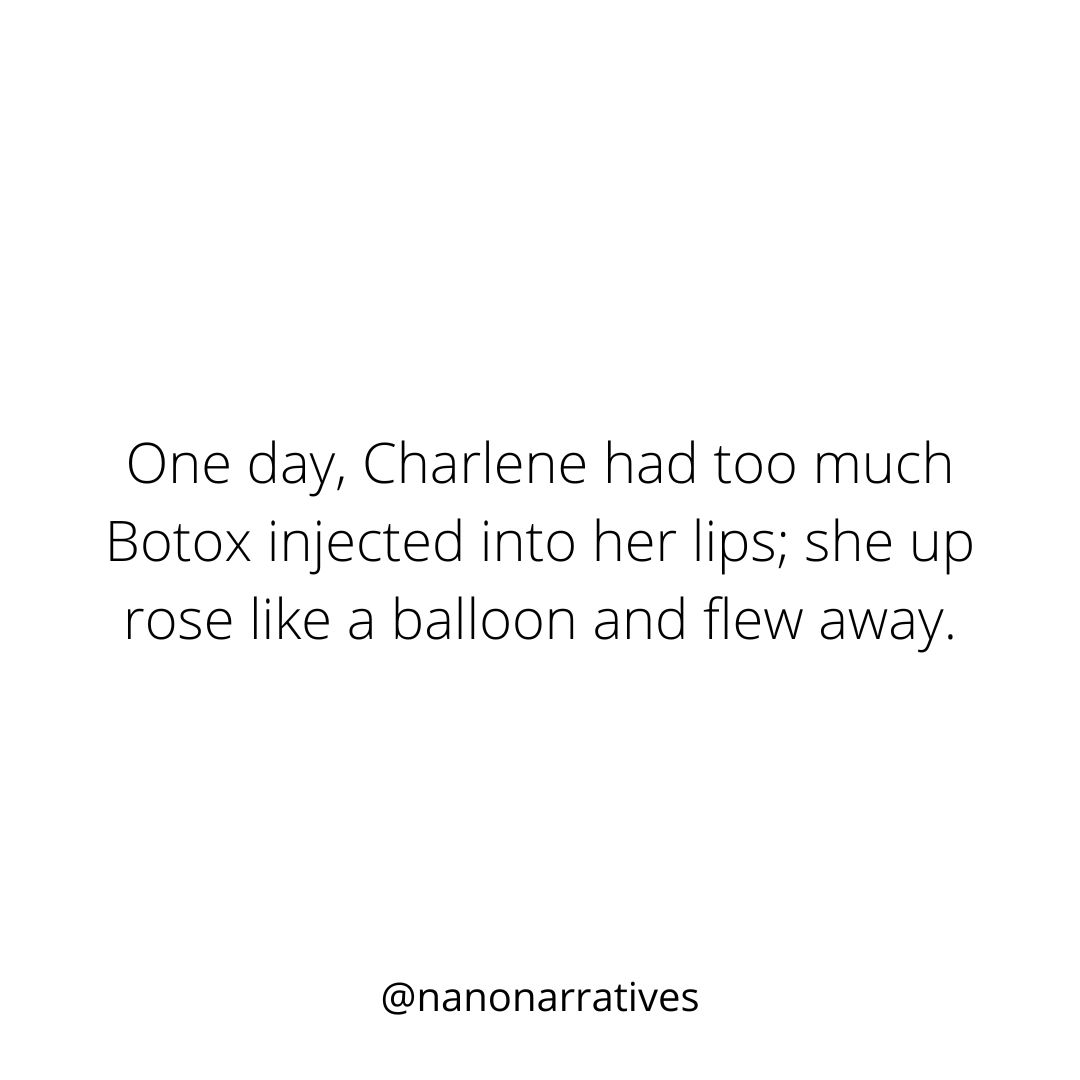 One day, Charlene had too much
Botox injected into her lips; she up
rose like a balloon and flew away.
@nanonarratives